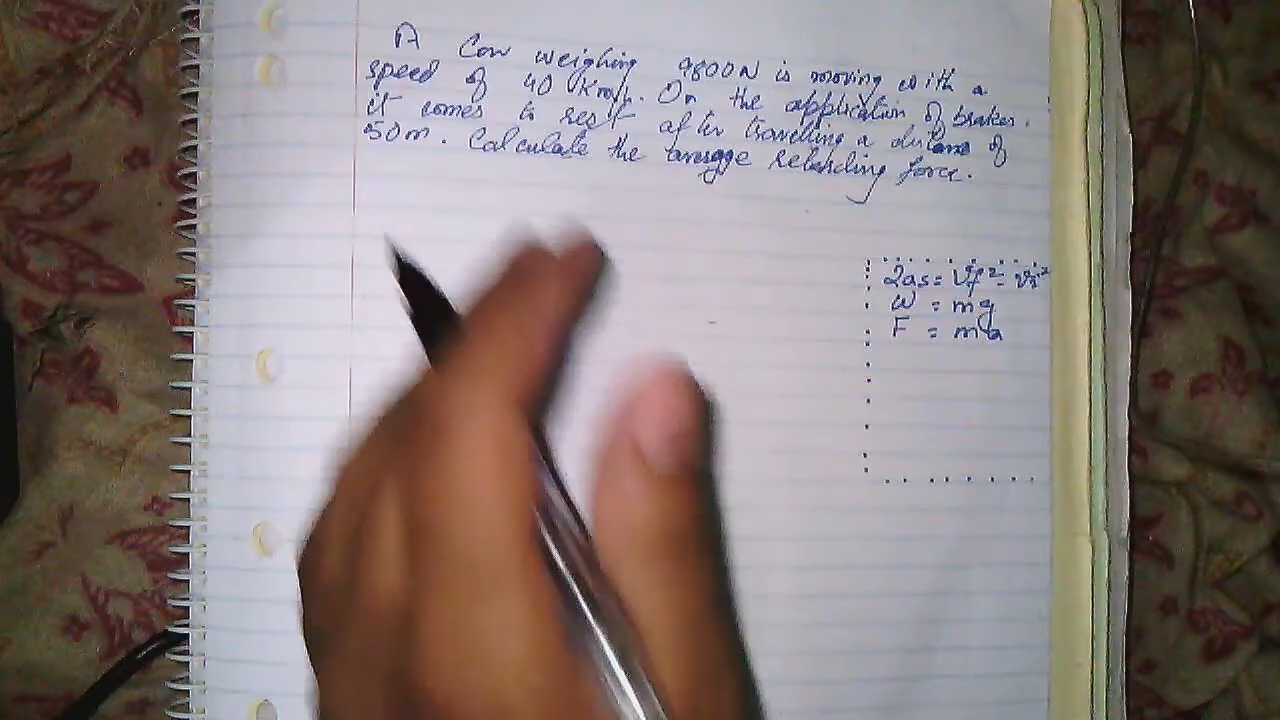 A Car weighing 9800N is moving with a
speed of 40 Km/h. On the application of brakes.
it comes to rest after travelling a distance of
50m. Calculate the average retarding force.
2as = Vf² - Vi²
W = mg
F = ma